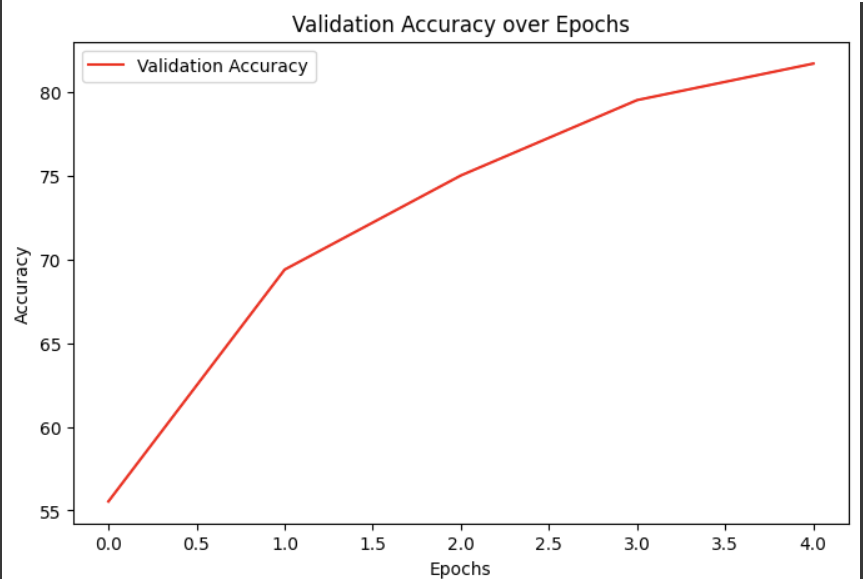 Validation Accuracy over Epochs
Validation Accuracy
80
75
70
65
60
55
Accuracy
0.0 0.5 1.0 1.5 2.0 2.5 3.0 3.5 4.0
Epochs